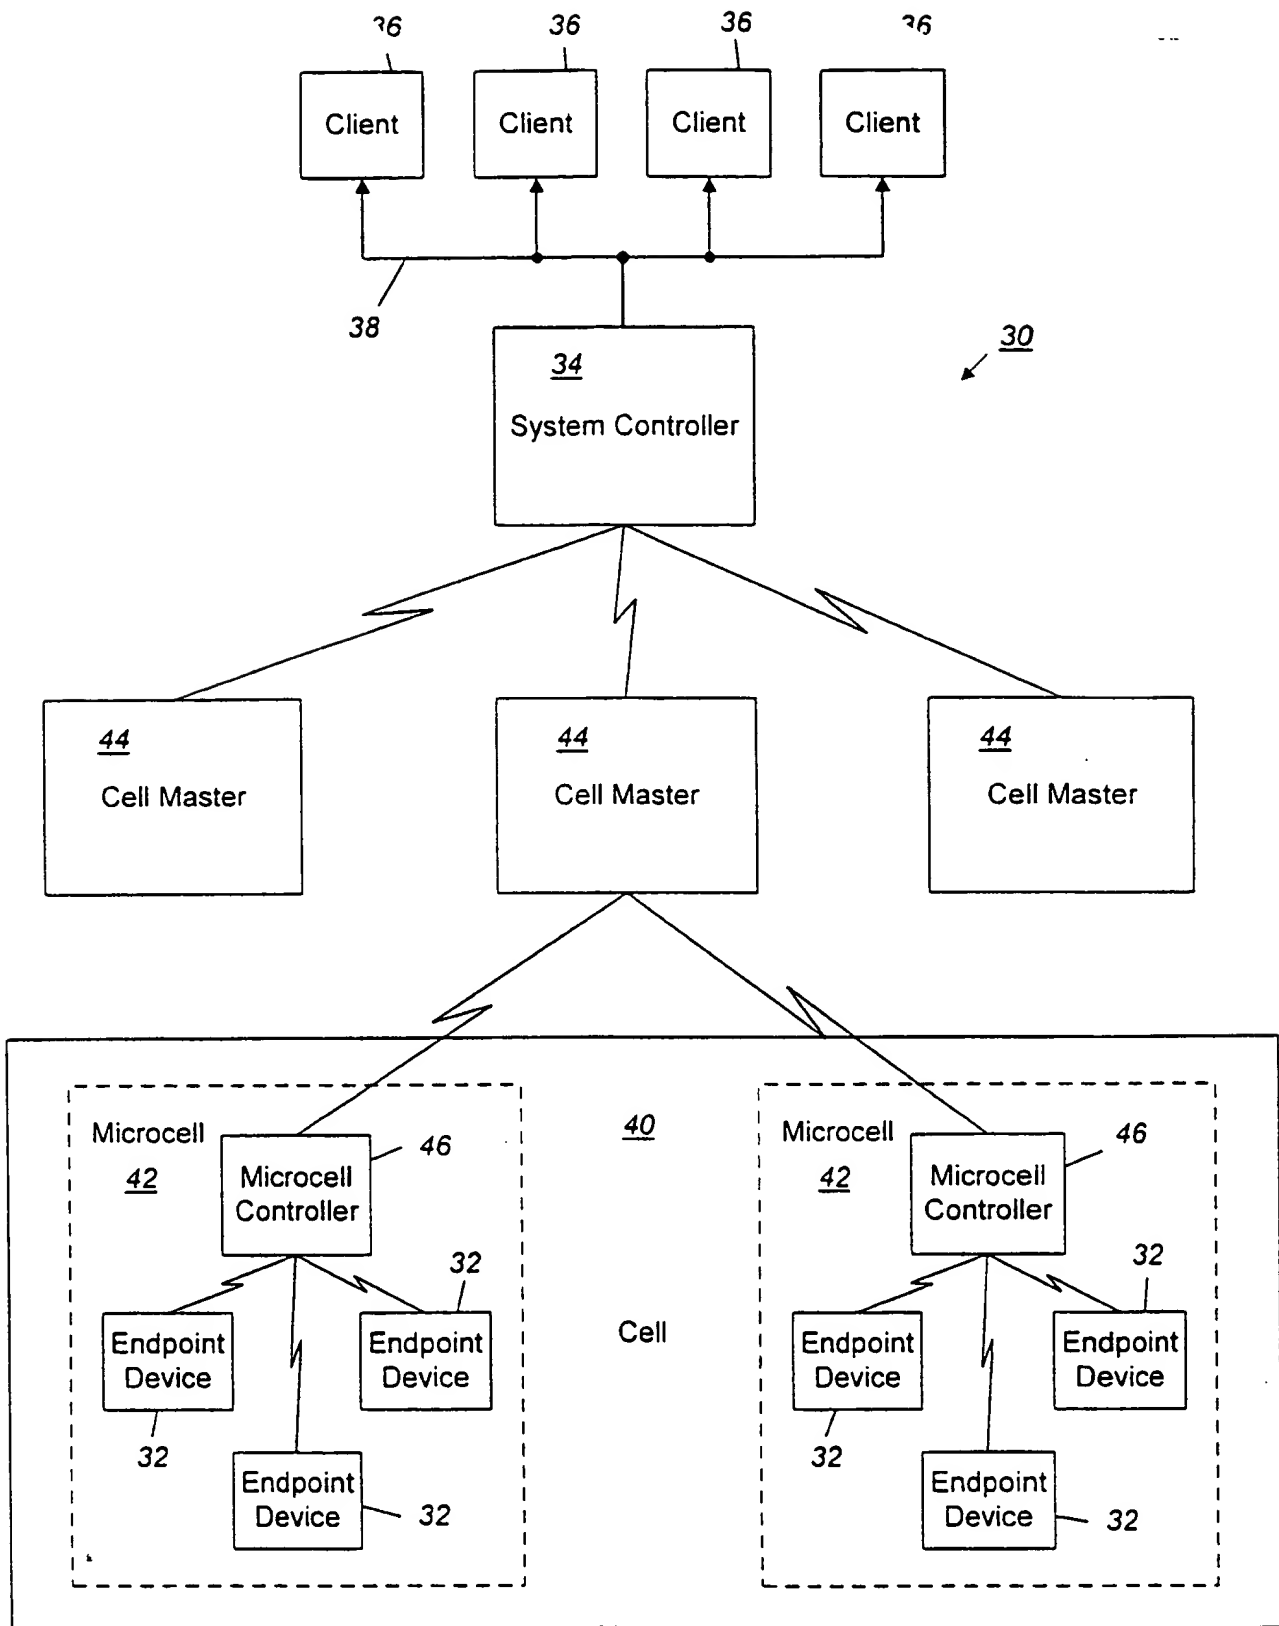 36 36 36 36
Client Client Client Client
38
30
34
System Controller
44
Cell Master
44
Cell Master
44
Cell Master
40
Cell
Microcell
42
46
Microcell
Controller
32
Endpoint
Device
32
Endpoint
Device
Endpoint
Device
32
Microcell
42
46
Microcell
Controller
32
Endpoint
Device
32
Endpoint
Device
Endpoint
Device
32